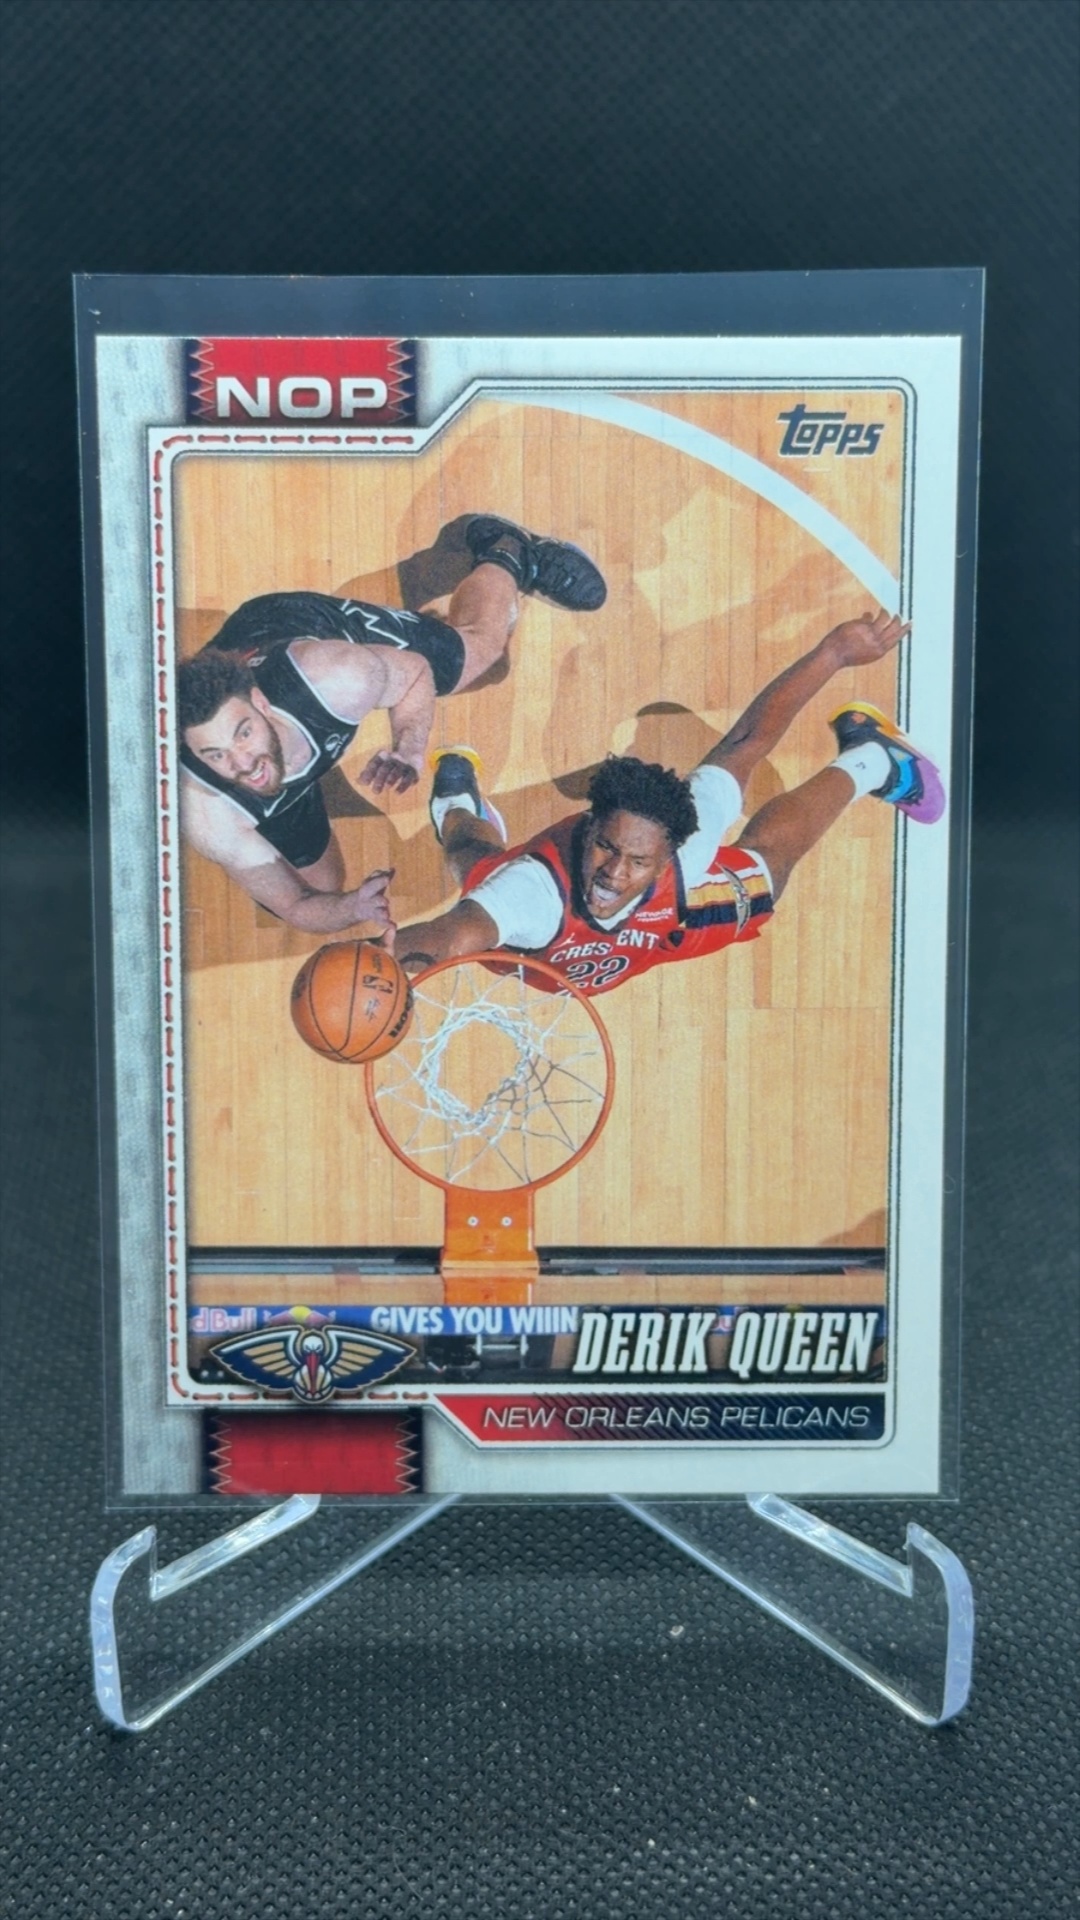 NOP
Topps
CRESCENT
22
dBull
GIVES YOU WIIIN
DERIK QUEEN
NEW ORLEANS PELICANS